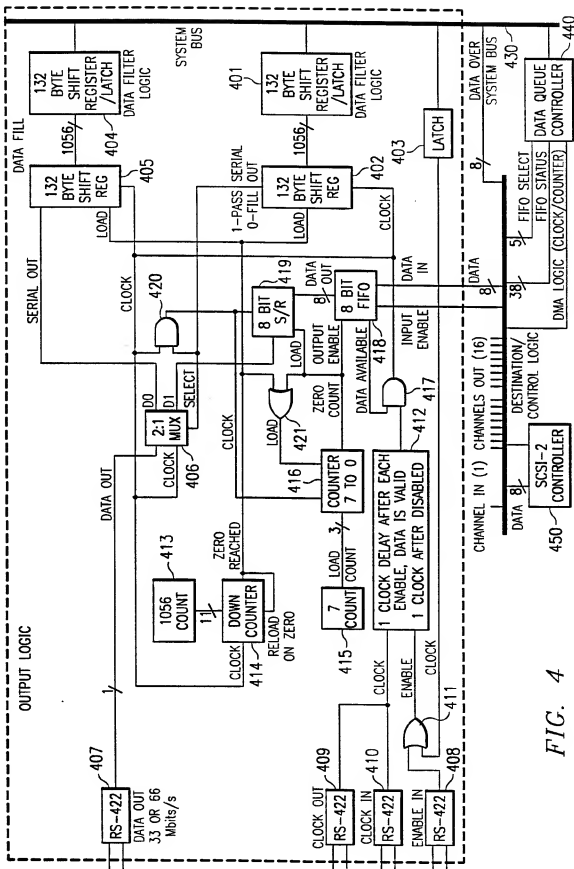 OUTPUT LOGIC
SYSTEM
BUS
132
BYTE
SHIFT
REGISTER
/LATCH
404
DATA FILTER
LOGIC
401
132
BYTE
SHIFT
REGISTER
/LATCH
DATA FILTER
LOGIC
403
LATCH
DATA FILL
1056
1056
405
132
BYTE
SHIFT
REG
LOAD
1-PASS SERIAL
0-FILL OUT
402
132
BYTE
SHIFT
REG
LOAD
CLOCK
SERIAL OUT
CLOCK
420
419
8 BIT
S/R
LOAD
DATA
OUT
8
8 BIT
FIFO
418
DATA
IN
OUTPUT
ENABLE
INPUT
ENABLE
DATA AVAILABLE
417
D0
D1
SELECT
2:1
MUX
406
CLOCK
DATA OUT
CLOCK
LOAD
421
ZERO
COUNT
416
COUNTER
7 TO 0
412
1 CLOCK DELAY AFTER EACH
ENABLE, DATA IS VALID
1 CLOCK AFTER DISABLED
413
1056
COUNT
11
ZERO
REACHED
DOWN
COUNTER
414
RELOAD
ON ZERO
CLOCK
3
LOAD
COUNT
7
COUNT
415
CLOCK
ENABLE
CLOCK
411
1
407
RS-422
DATA OUT
33 OR 66
Mbits/s
CLOCK OUT
409
RS-422
CLOCK IN
410
RS-422
ENABLE IN
408
RS-422
430
440
DATA OVER
SYSTEM BUS
8
DATA QUEUE
CONTROLLER
5
FIFO SELECT
FIFO STATUS
DMA LOGIC (CLOCK/COUNTER)
DATA
8
38
CHANNELS OUT (16)
DESTINATION/
CONTROL LOGIC
CHANNEL IN (1)
DATA
8
SCSI-2
CONTROLLER
450
FIG. 4